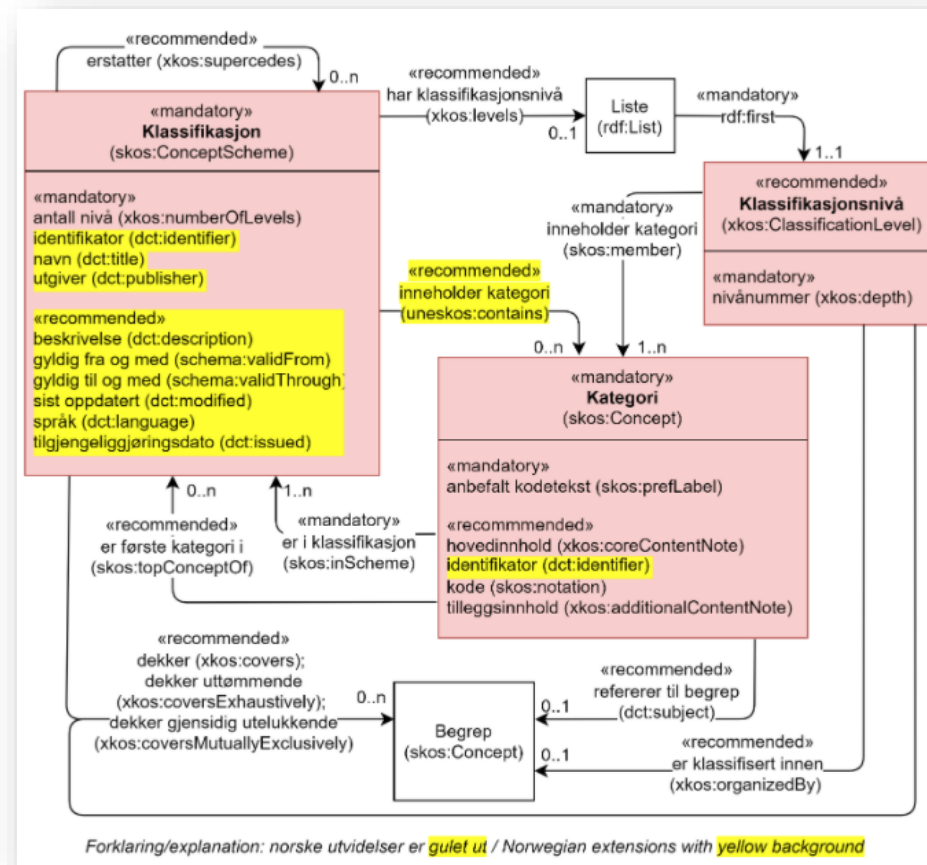 «recommended»
erstatter (xkos:supercedes)
0..n
«recommended»
har klassifikasjonsnivå
(xkos:levels)
0..1
Liste
(rdf:List)
«mandatory»
rdf:first
1..1
«mandatory»
Klassifikasjon
(skos:ConceptScheme)
«mandatory»
antall nivå (xkos:numberOfLevels)
identifikator (dct:identifier)
navn (dct:title)
utgiver (dct:publisher)
«recommended»
beskrivelse (dct:description)
gyldig fra og med (schema:validFrom)
gyldig til og med (schema:validThrough)
sist oppdatert (dct:modified)
språk (dct:language)
tilgjengeliggjøringsdato (dct:issued)
«recommended»
Klassifikasjonsnivå
(xkos:ClassificationLevel)
«mandatory»
nivånummer (xkos:depth)
«mandatory»
inneholder kategori
(skos:member)
1..n
«recommended»
inneholder kategori
(uneskos:contains)
0..n
«mandatory»
Kategori
(skos:Concept)
«mandatory»
anbefalt kodetekst (skos:prefLabel)
«recommmended»
hovedinnhold (xkos:coreContentNote)
identifikator (dct:identifier)
kode (skos:notation)
tilleggsinnhold (xkos:additionalContentNote)
0..n
«recommended»
er første kategori i
(skos:topConceptOf)
1..n
«mandatory»
er i klassifikasjon
(skos:inScheme)
«recommended»
dekker (xkos:covers);
dekker uttømmende
(xkos:coversExhaustively);
dekker gjensidig utelukkende
(xkos:coversMutuallyExclusively)
0..n
Begrep
(skos:Concept)
«recommended»
refererer til begrep
(dct:subject)
0..1
«recommended»
er klassifisert innen
(xkos:organizedBy)
0..1
Forklaring/explanation: norske utvidelser er gulet ut / Norwegian extensions with yellow background